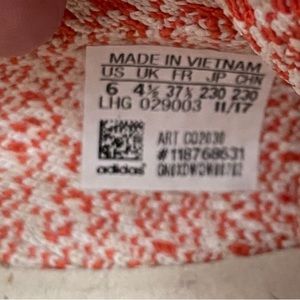 MADE IN VIETNAM
US UK FR JP CHN
6 4½ 37⅓ 230 230
LHG 029003 11/17
ART CQ2030
#118768631
adidas